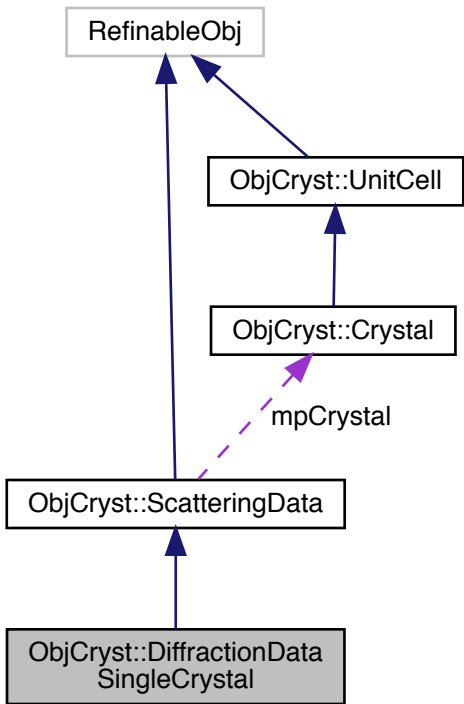 RefinableObj
ObjCryst::UnitCell
ObjCryst::Crystal
mpCrystal
ObjCryst::ScatteringData
ObjCryst::DiffractionData
SingleCrystal